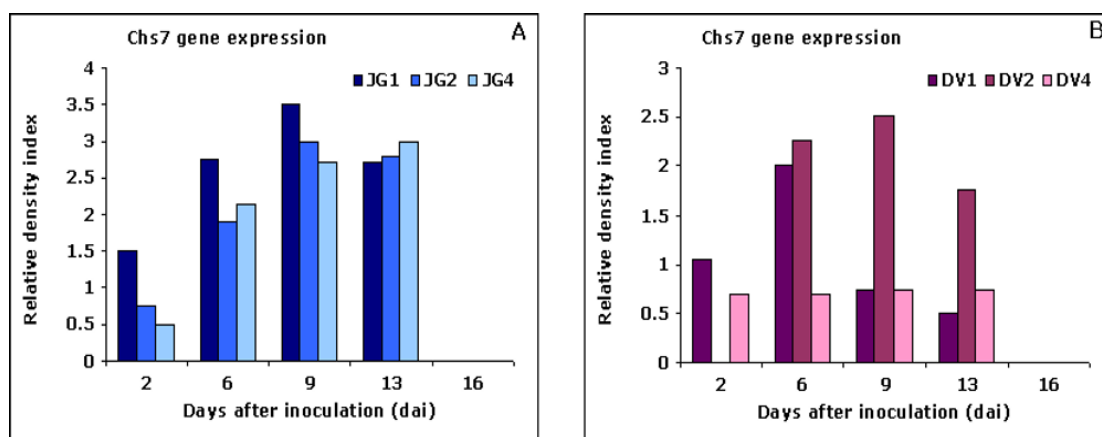 Chs7 gene expression
A
JG1 JG2 JG4
Relative density index
4
3.5
3
2.5
2
1.5
1
0.5
0
2 6 9 13 16
Days after inoculation (dai)
Chs7 gene expression
B
DV1 DV2 DV4
Relative density index
3
2.5
2
1.5
1
0.5
0
2 6 9 13 16
Days after inoculation (dai)